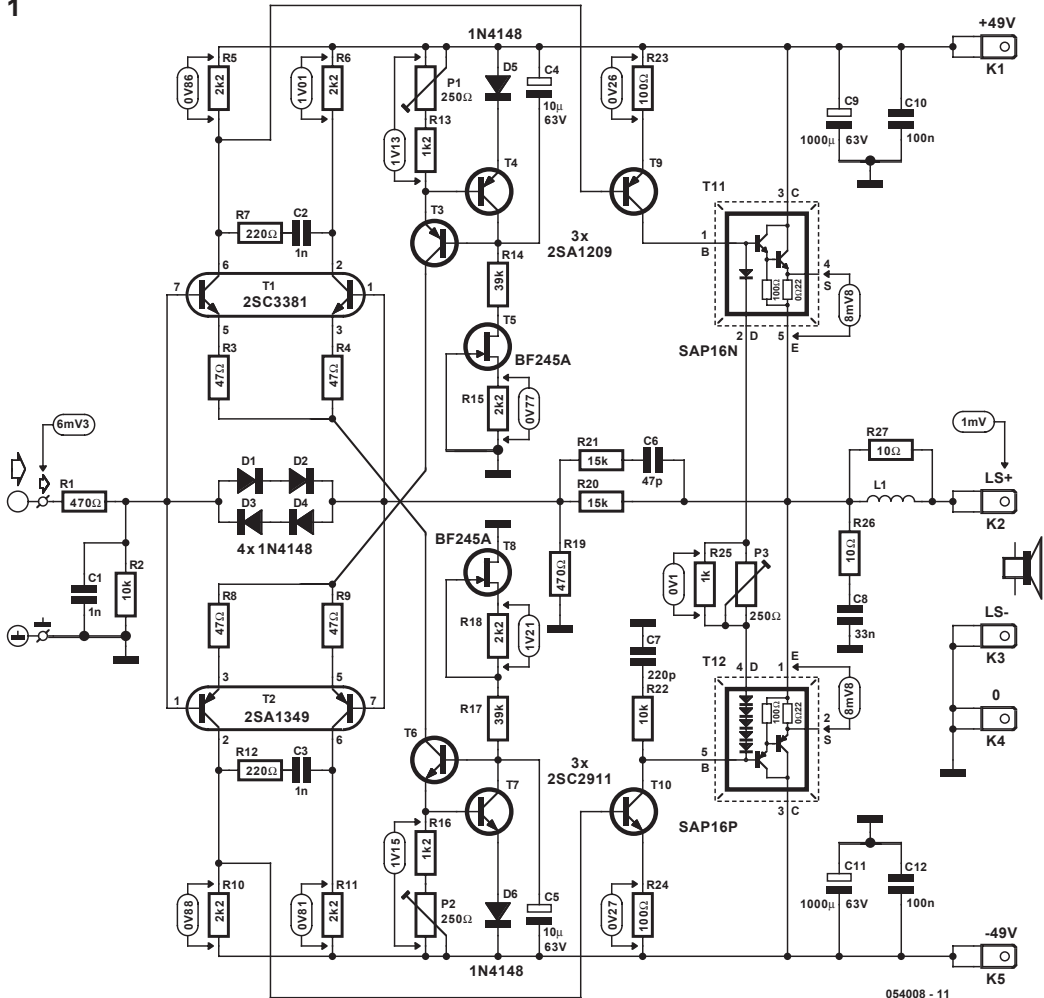 1
1N4148
+49V
K1
R5
0V86
2k2
R6
1V01
2k2
P1
250Ω
R13
1V13
1k2
D5
C4
10µ
63V
R23
0V26
100Ω
C9
1000µ 63V
C10
100n
T4
T9
T11
3 C
R7
220Ω
C2
1n
T3
3x
2SA1209
1
B
4
S
8mV8
100Ω
0Ω22
6
2
T1
2SC3381
7
1
5
3
R14
39k
T5
BF245A
2 D
5
E
SAP16N
R3
47Ω
R4
47Ω
R15
2k2
0V77
6mV3
R27
10Ω
1mV
R21
15k
C6
47p
D1
D2
R1
470Ω
R20
15k
L1
LS+
K2
D3
D4
4x 1N4148
BF245A
T8
R19
470Ω
0V1
R25
1k
P3
250Ω
R26
10Ω
C1
1n
R2
10k
R8
47Ω
R9
47Ω
R18
2k2
1V21
C8
33n
LS-
K3
C7
220p
T12
4 D
1
E
3
5
T2
2SA1349
1
7
2
6
R17
39k
R22
10k
100Ω
0Ω22
2
S
8mV8
0
K4
R12
220Ω
C3
1n
T6
3x
2SC2911
5
B
T7
T10
3 C
SAP16P
R16
1V15
1k2
P2
250Ω
D6
C5
10µ
63V
R10
0V88
2k2
R11
0V81
2k2
R24
0V27
100Ω
C11
1000µ 63V
C12
100n
1N4148
-49V
K5
054008 - 11